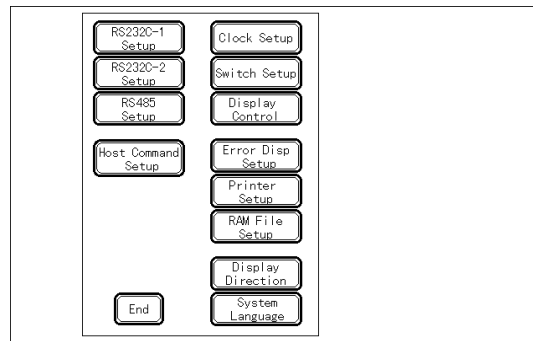 RS232C-1
Setup
RS232C-2
Setup
RS485
Setup
Host Command
Setup
End
Clock Setup
Switch Setup
Display
Control
Error Disp
Setup
Printer
Setup
RAM File
Setup
Display
Direction
System
Language